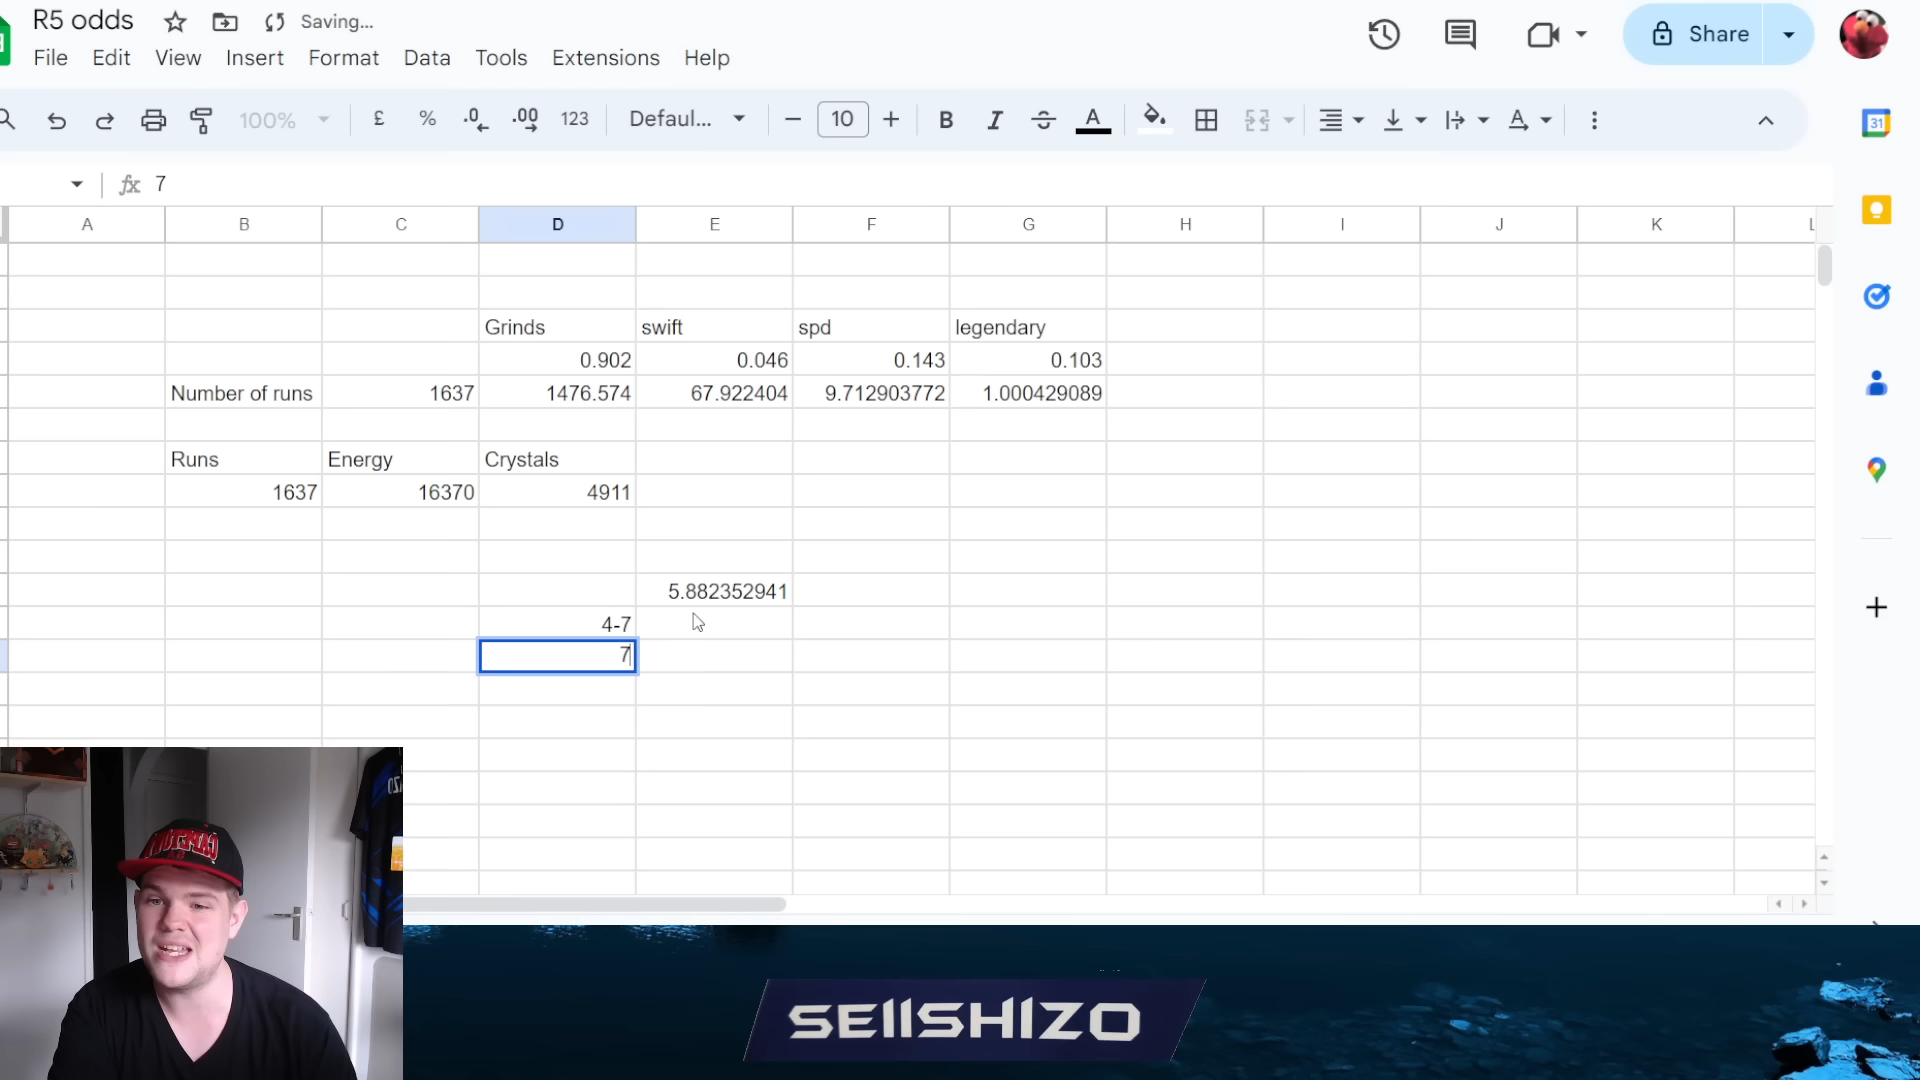 R5 odds Saving...
File Edit View Insert Format Data Tools Extensions Help
Share
100% £ % .0 .00 123 Defaul... 10 B I A
31
fx 7
A B C D E F G H I J K L
Grinds swift spd legendary
0.902 0.046 0.143 0.103
Number of runs 1637 1476.574 67.922404 9.712903772 1.000429089
Runs Energy Crystals
1637 16370 4911
5.882352941
4-7
7
SEIISHIZO